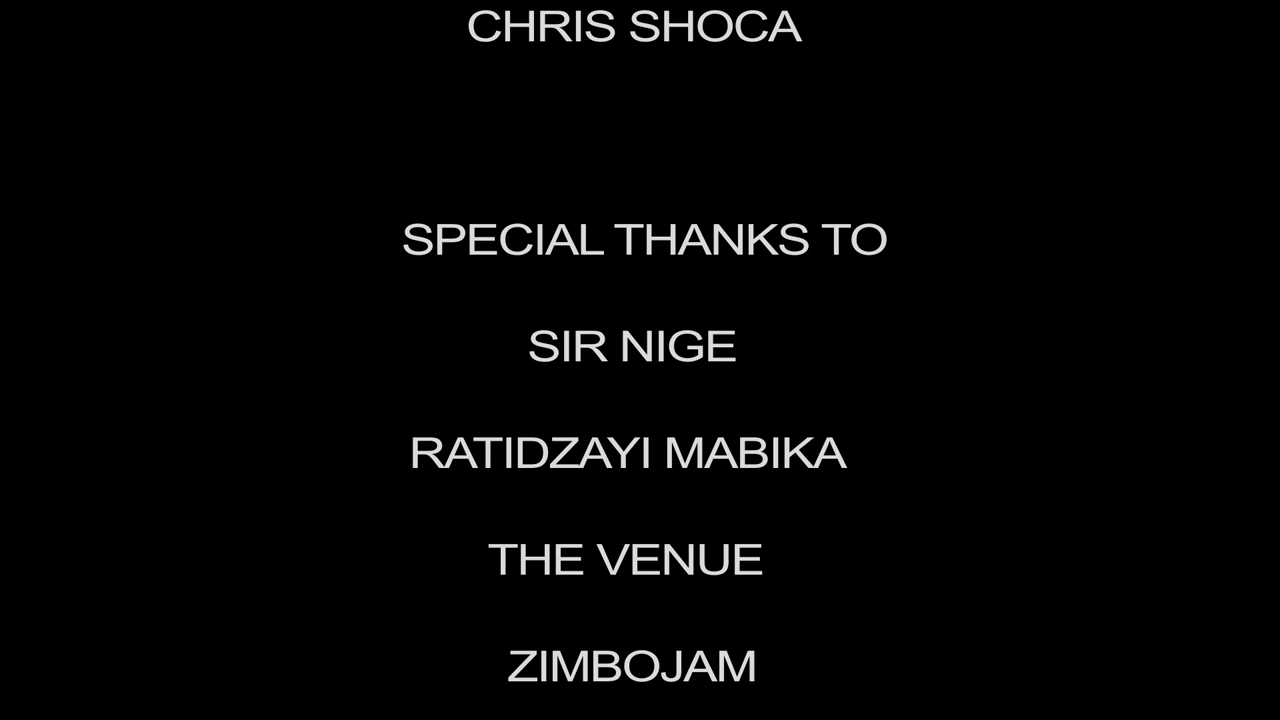 CHRIS SHOCA
SPECIAL THANKS TO
SIR NIGE
RATIDZAYI MABIKA
THE VENUE
ZIMBOJAM